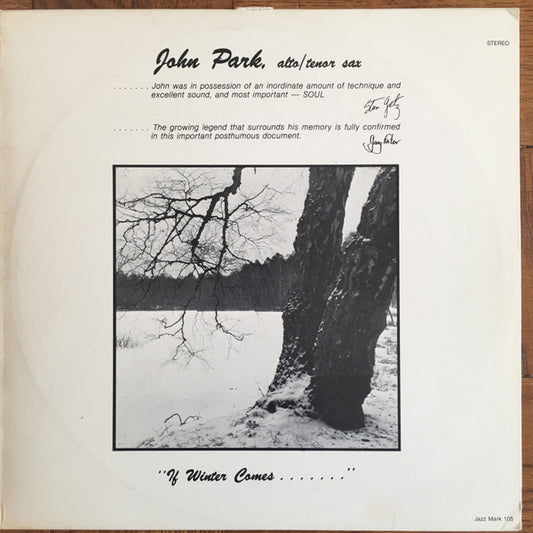 STEREO
John Park, alto/tenor sax
. . . . . . . John was in possession of an inordinate amount of technique and
excellent sound, and most important — SOUL
Stan Getz
. . . . . . . The growing legend that surrounds his memory is fully confirmed
in this important posthumous document.
"If Winter Comes . . . . . . ."
Jazz Mark 105